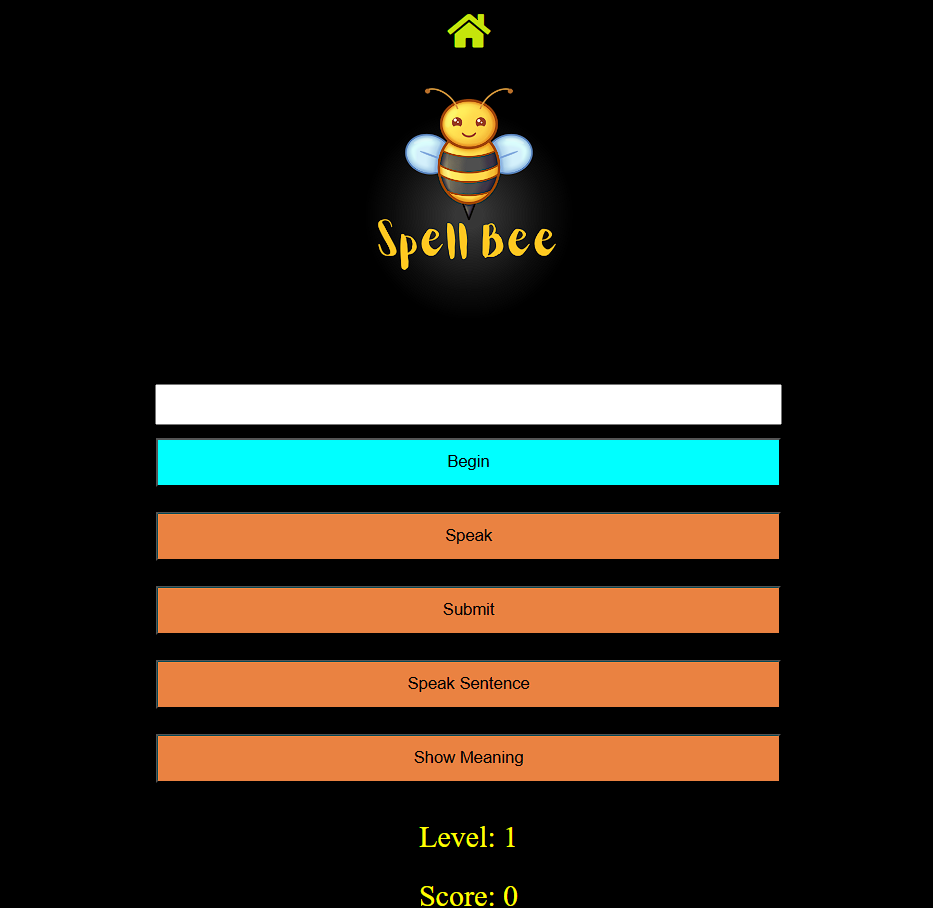 Spell Bee
Begin
Speak
Submit
Speak Sentence
Show Meaning
Level: 1
Score: 0